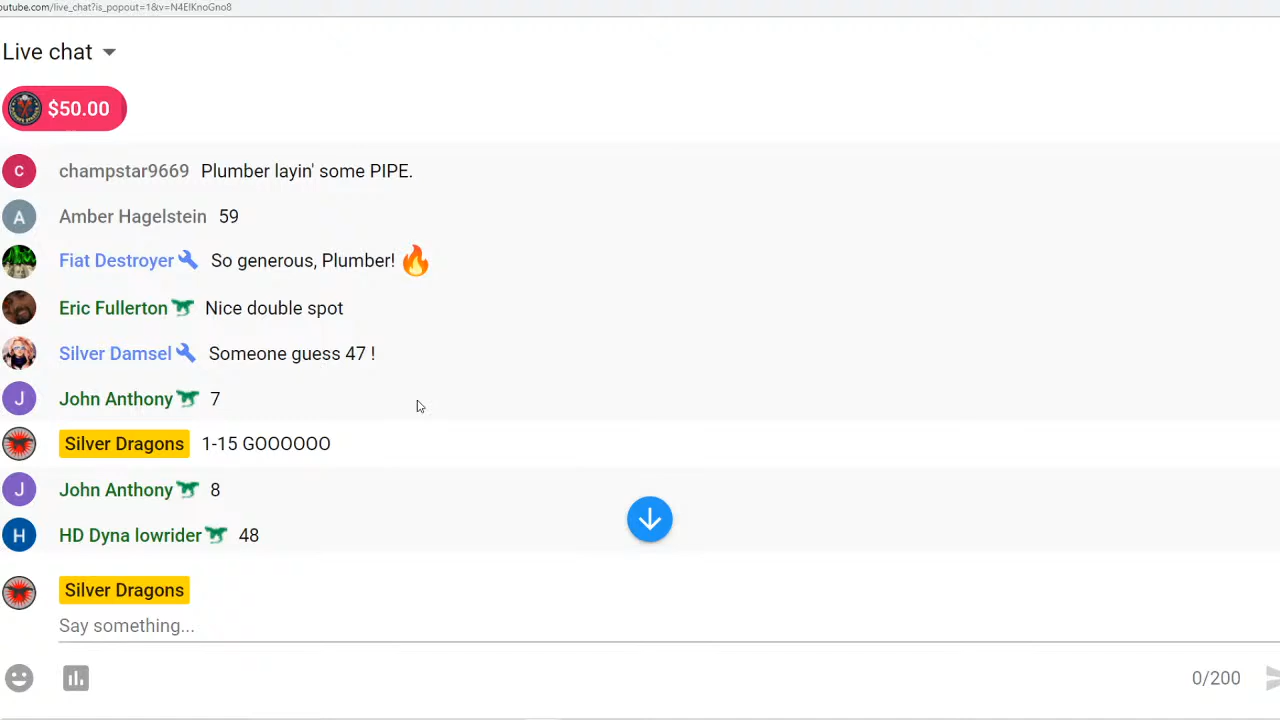 outube.com/live_chat?is_popout=1&v=N4ElKnoGno8
Live chat
$50.00
champstar9669 Plumber layin' some PIPE.
Amber Hagelstein 59
Fiat Destroyer So generous, Plumber! 🔥
Eric Fullerton Nice double spot
Silver Damsel Someone guess 47 !
John Anthony 7
Silver Dragons 1-15 GOOOOOO
John Anthony 8
HD Dyna lowrider 48
Silver Dragons
Say something...
0/200